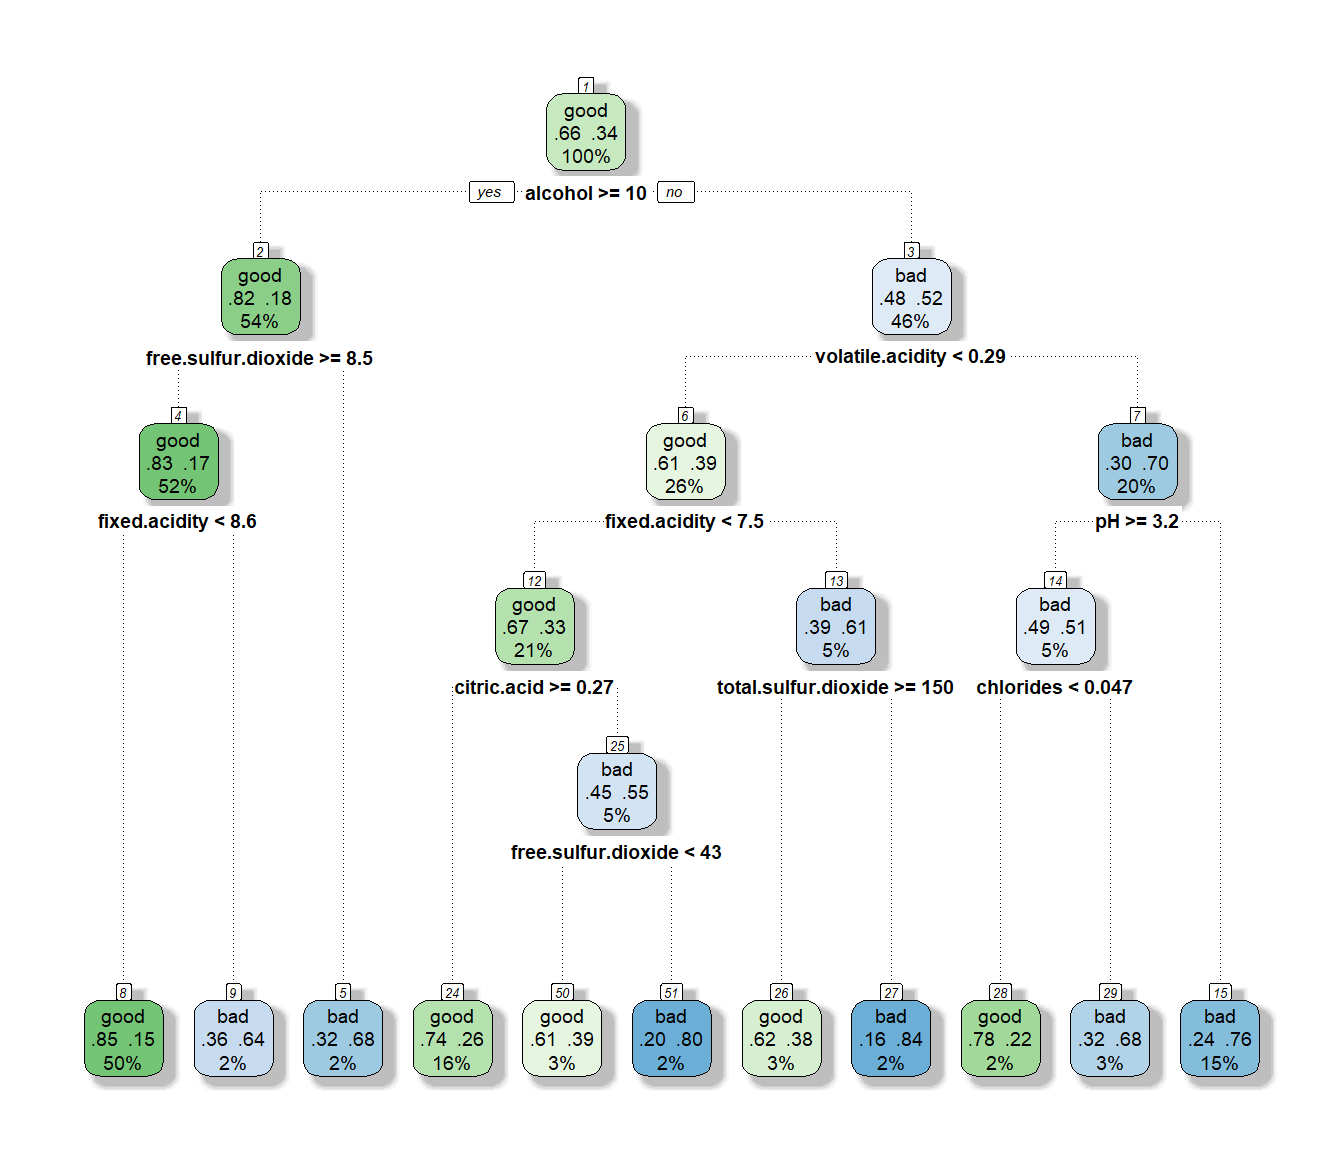 1
good
.66 .34
100%
yes alcohol >= 10 no
2
good
.82 .18
54%
3
bad
.48 .52
46%
free.sulfur.dioxide >= 8.5
volatile.acidity < 0.29
4
good
.83 .17
52%
6
good
.61 .39
26%
7
bad
.30 .70
20%
fixed.acidity < 8.6
fixed.acidity < 7.5
pH >= 3.2
12
good
.67 .33
21%
13
bad
.39 .61
5%
14
bad
.49 .51
5%
citric.acid >= 0.27
total.sulfur.dioxide >= 150
chlorides < 0.047
25
bad
.45 .55
5%
free.sulfur.dioxide < 43
8
good
.85 .15
50%
9
bad
.36 .64
2%
5
bad
.32 .68
2%
24
good
.74 .26
16%
50
good
.61 .39
3%
51
bad
.20 .80
2%
26
good
.62 .38
3%
27
bad
.16 .84
2%
28
good
.78 .22
2%
29
bad
.32 .68
3%
15
bad
.24 .76
15%